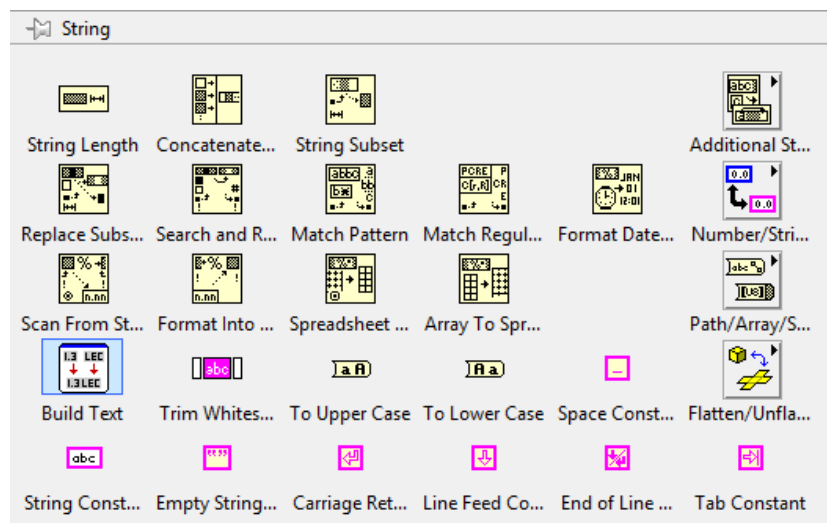 String
String Length Concatenate... String Subset Additional St...
Replace Subs... Search and R... Match Pattern Match Regul... Format Date... Number/Stri...
Scan From St... Format Into ... Spreadsheet ... Array To Spr... Path/Array/S...
Build Text Trim Whites... To Upper Case To Lower Case Space Const... Flatten/Unfla...
String Const... Empty String... Carriage Ret... Line Feed Co... End of Line ... Tab Constant